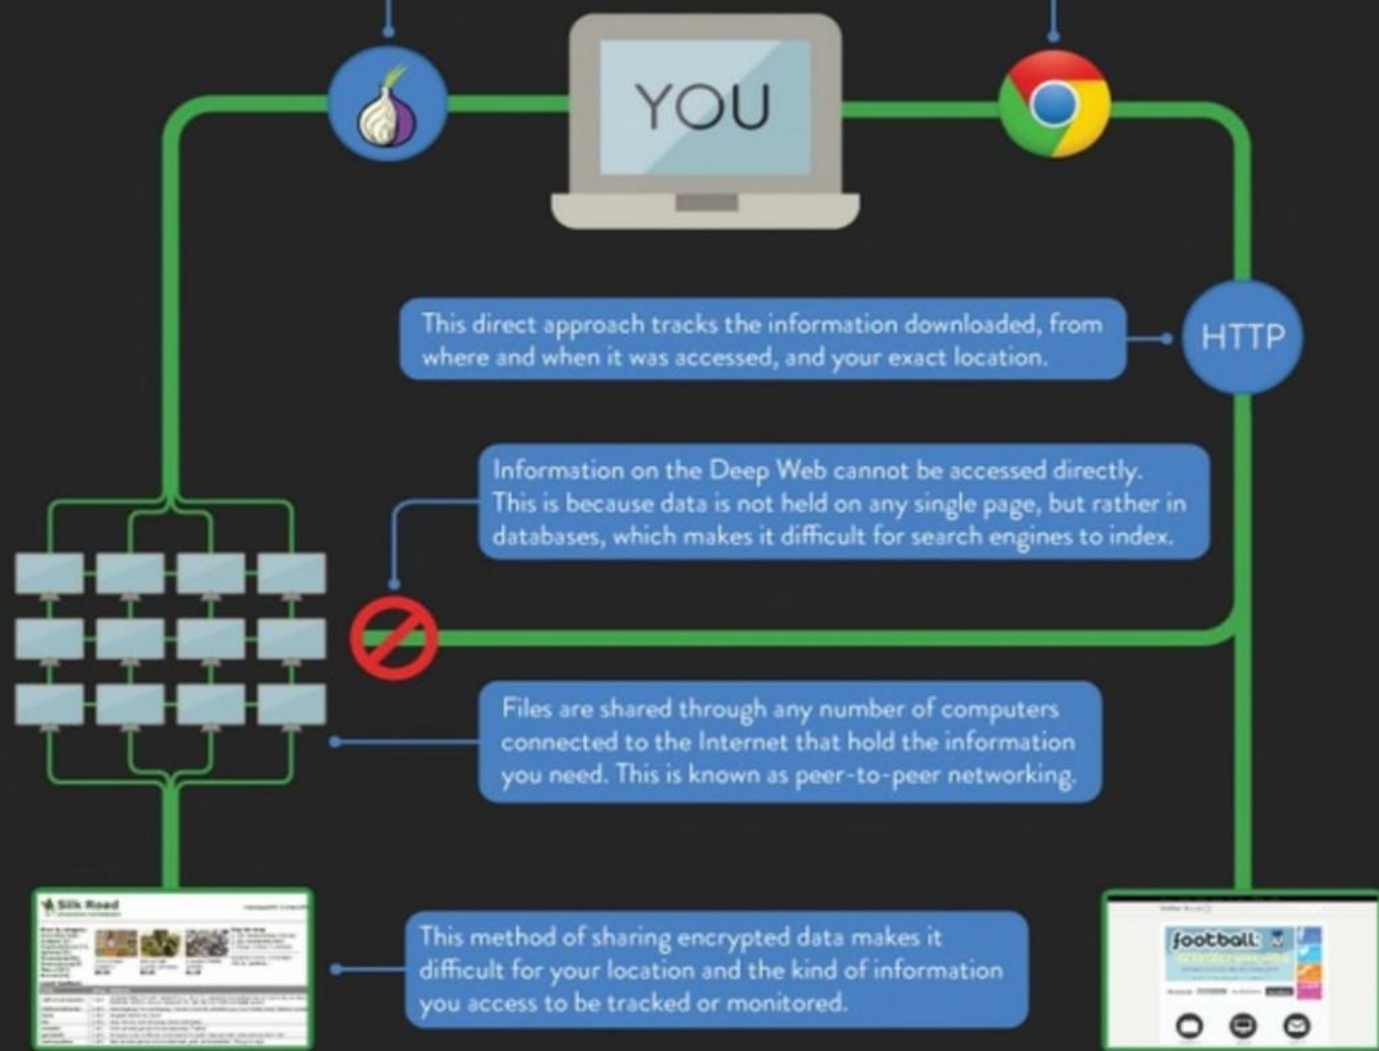 YOU
This direct approach tracks the information downloaded, from
where and when it was accessed, and your exact location.
HTTP
Information on the Deep Web cannot be accessed directly.
This is because data is not held on any single page, but rather in
databases, which makes it difficult for search engines to index.
Files are shared through any number of computers
connected to the Internet that hold the information
you need. This is known as peer-to-peer networking.
Silk Road
This method of sharing encrypted data makes it
difficult for your location and the kind of information
you access to be tracked or monitored.
football: